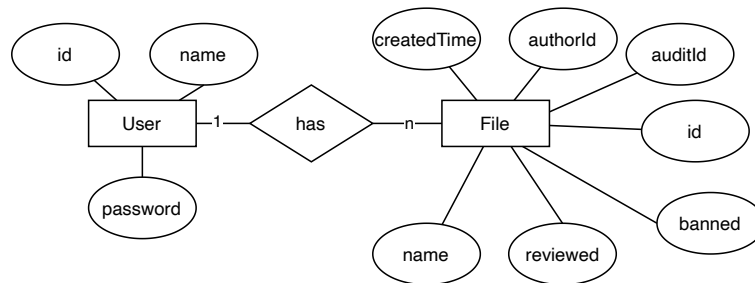 createdTime
authorId
id
name
auditId
User
1
has
n
File
id
password
banned
name
reviewed